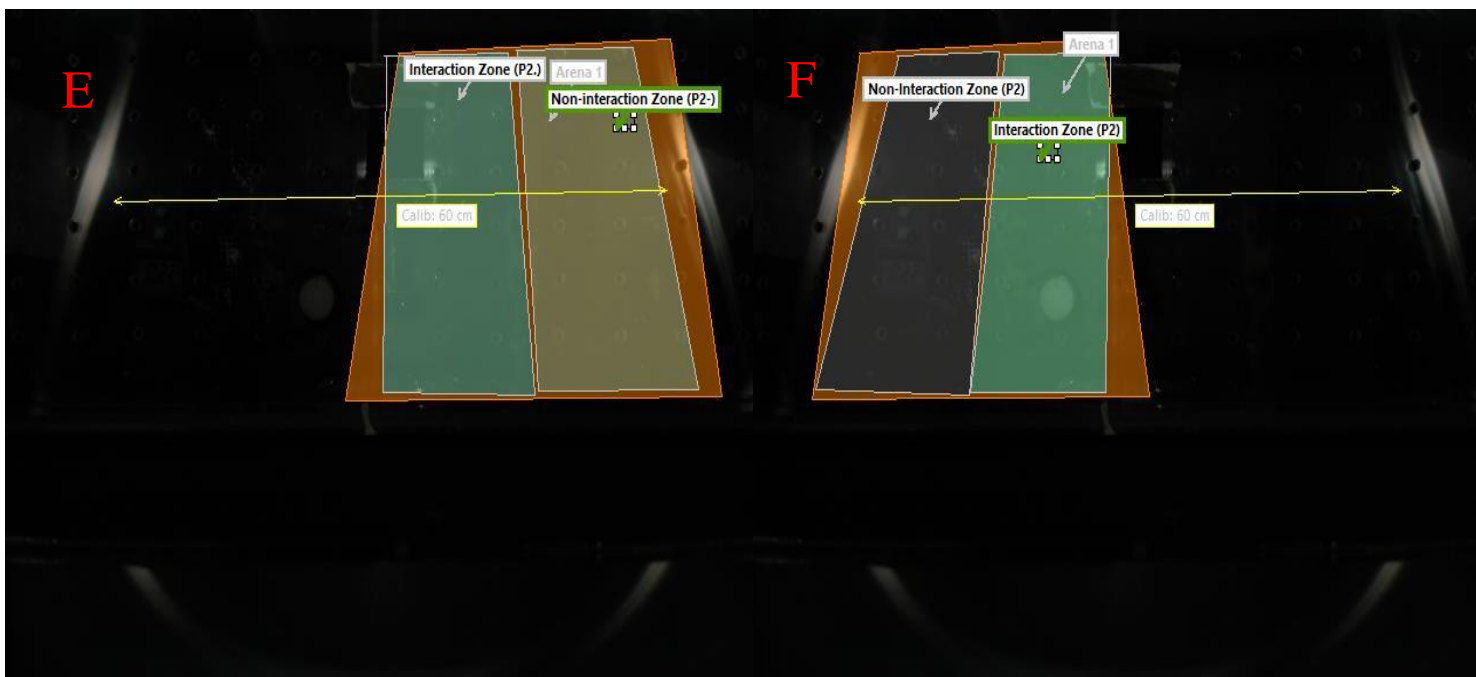 E
Interaction Zone (P2.)
Arena 1
Non-interaction Zone (P2-)
Calib: 60 cm
F
Arena 1
Non-Interaction Zone (P2)
Interaction Zone (P2)
Calib: 60 cm